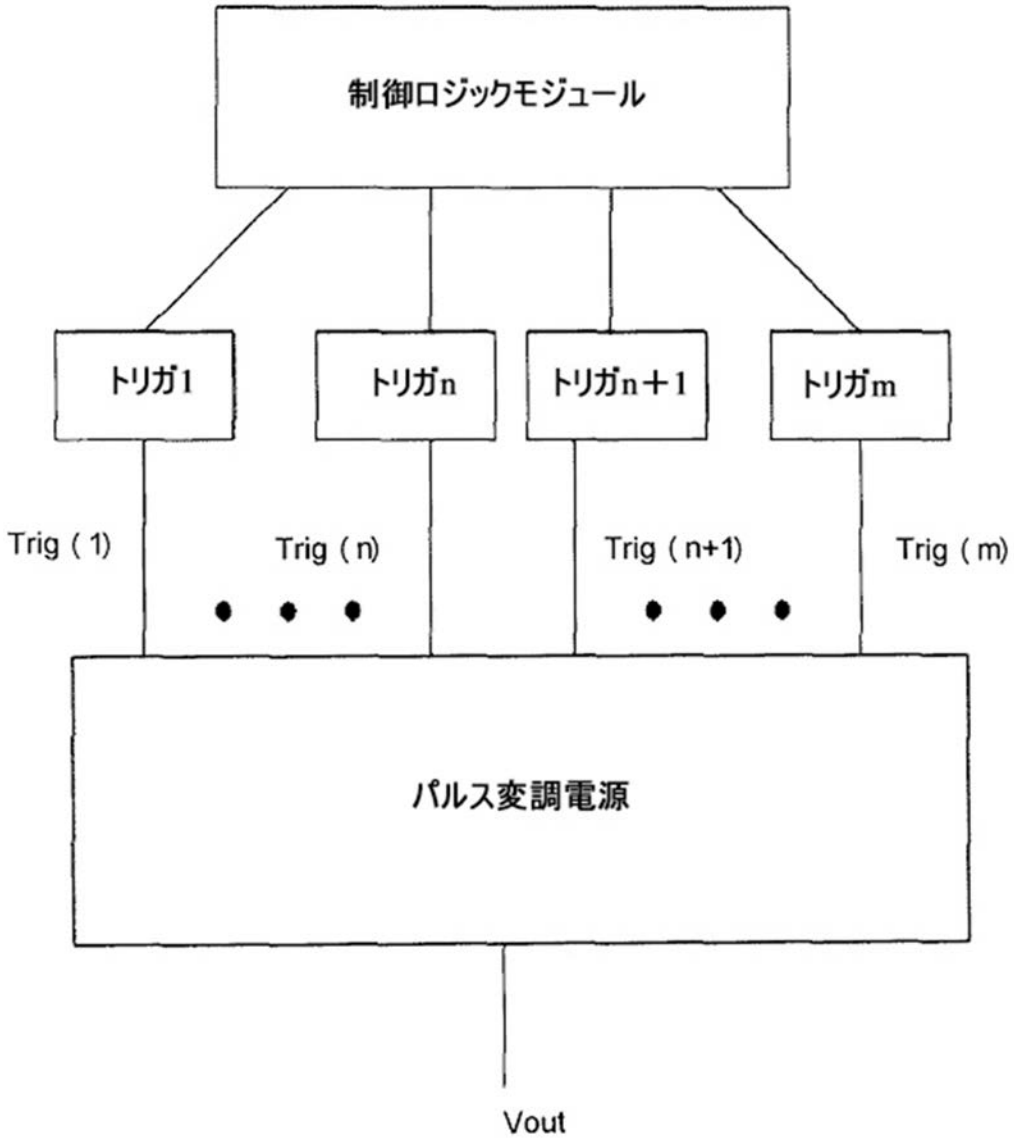 制御ロジックモジュール
トリガ1
トリガn
トリガn+1
トリガm
Trig ( 1)
Trig ( n)
Trig ( n+1)
Trig ( m)
パルス変調電源
Vout